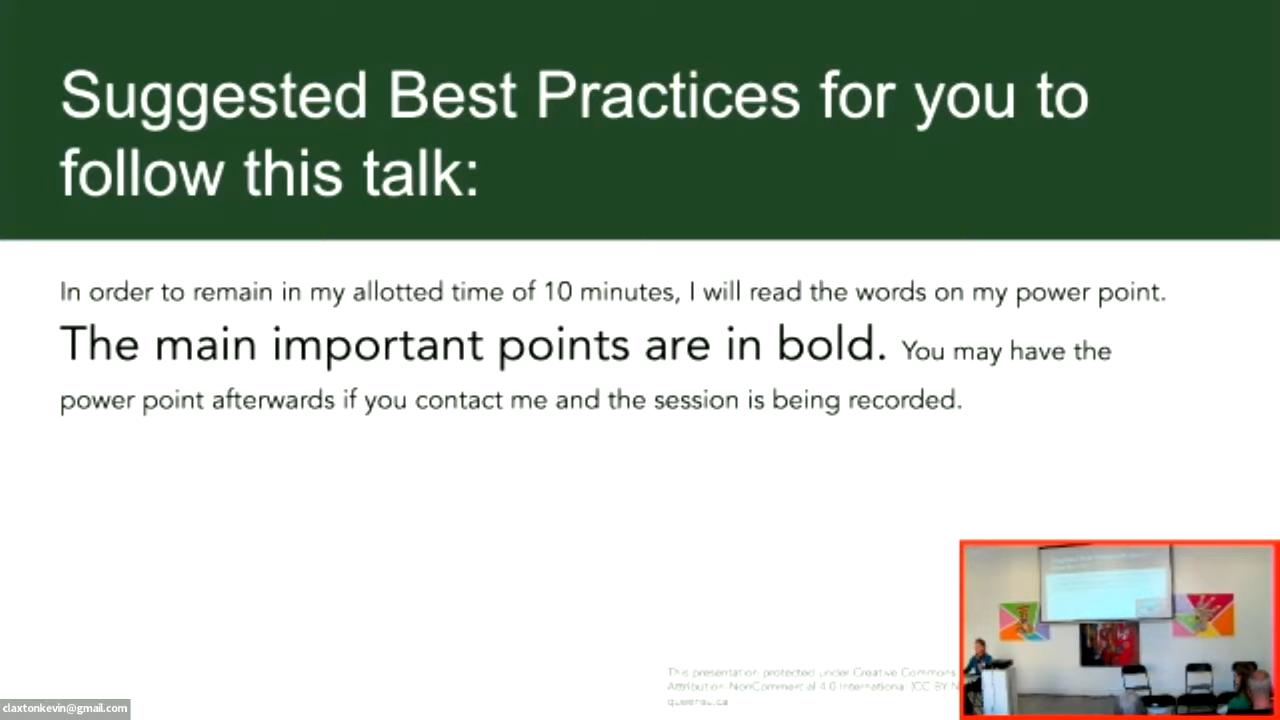 Suggested Best Practices for you to
follow this talk:
In order to remain in my allotted time of 10 minutes, I will read the words on my power point.
The main important points are in bold. You may have the
power point afterwards if you contact me and the session is being recorded.
This presentation protected under Creative Commons
Attribution NonCommercial 4.0 International (CC BY
claxtonkevin@gmail.com